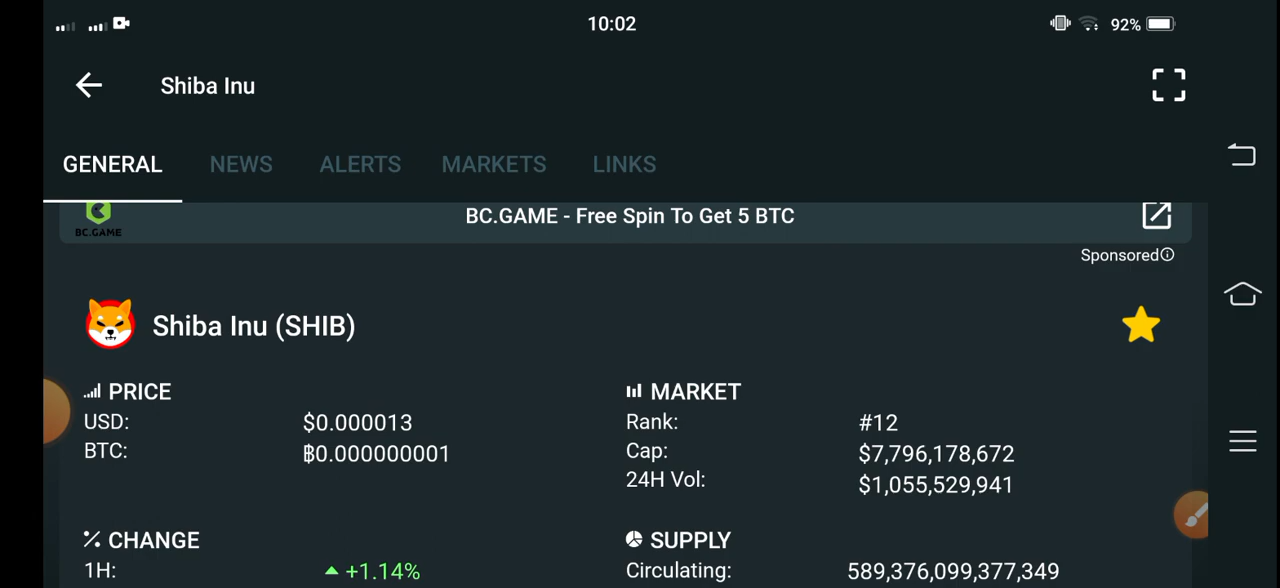 10:02
92%
Shiba Inu
GENERAL NEWS ALERTS MARKETS LINKS
BC.GAME
BC.GAME - Free Spin To Get 5 BTC
Sponsored
Shiba Inu (SHIB)
PRICE
USD: $0.000013
BTC: ฿0.000000001
MARKET
Rank: #12
Cap: $7,796,178,672
24H Vol: $1,055,529,941
CHANGE
1H: +1.14%
SUPPLY
Circulating: 589,376,099,377,349